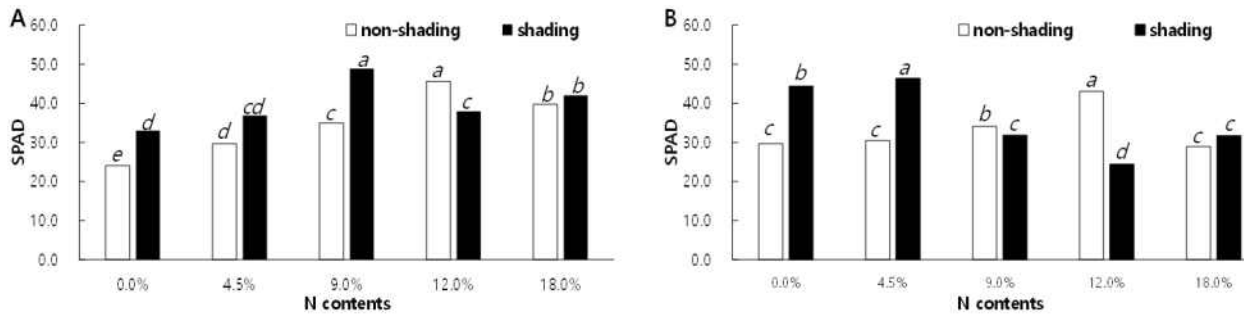 A
60.0
50.0
40.0
30.0
20.0
10.0
0.0
SPAD
non-shading shading
e d d cd c a a c b b
0.0% 4.5% 9.0% 12.0% 18.0%
N contents
B
60.0
50.0
40.0
30.0
20.0
10.0
0.0
SPAD
non-shading shading
c b c a b c a d c c
0.0% 4.5% 9.0% 12.0% 18.0%
N contents